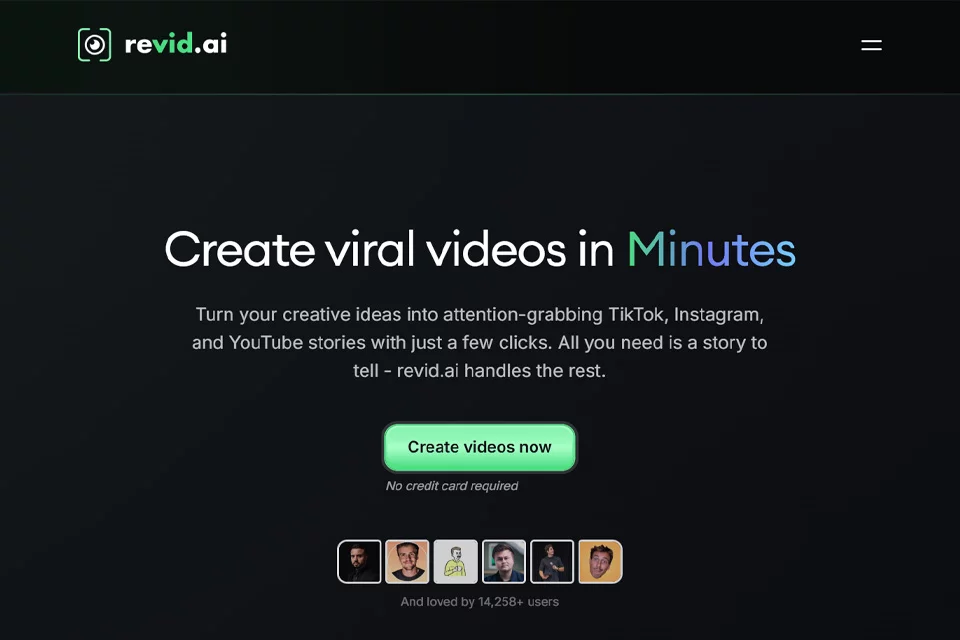 revid.ai
Create viral videos in Minutes
Turn your creative ideas into attention-grabbing TikTok, Instagram,
and YouTube stories with just a few clicks. All you need is a story to
tell - revid.ai handles the rest.
Create videos now
No credit card required
And loved by 14,258+ users